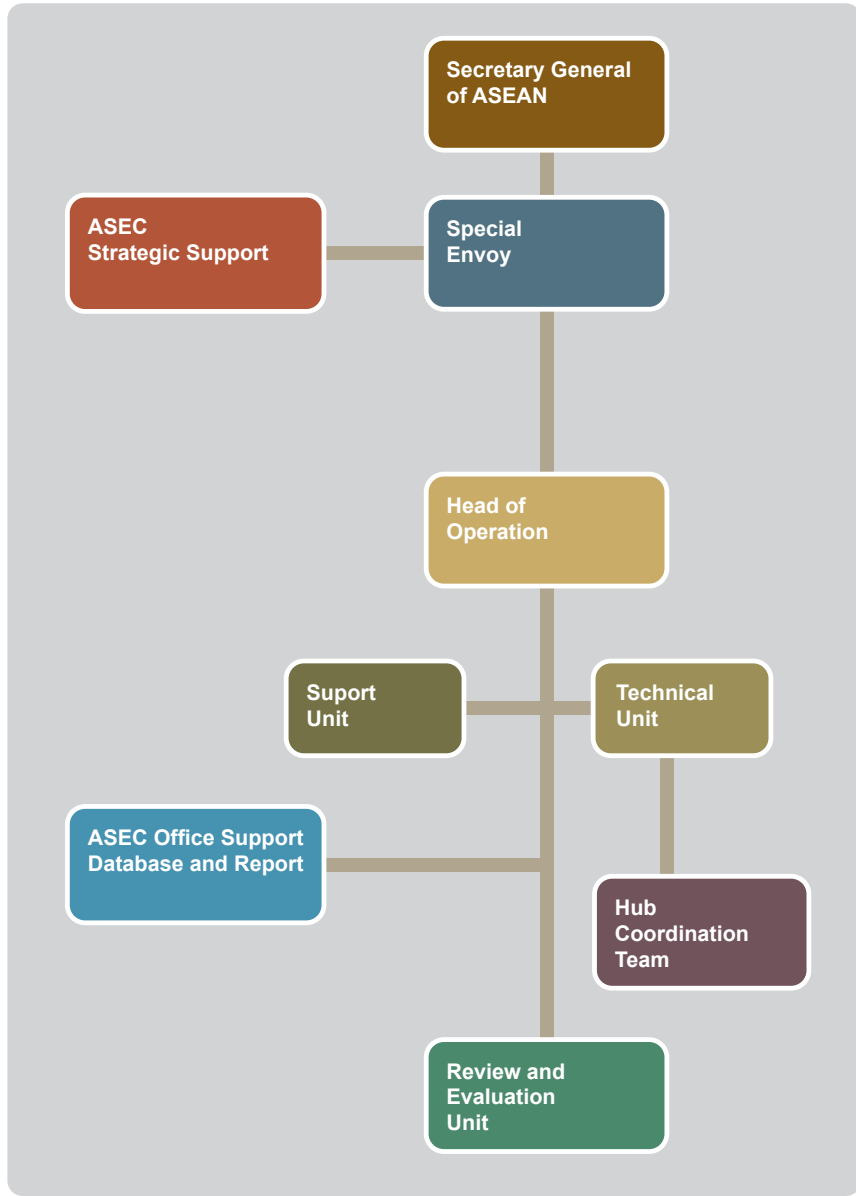 Secretary General
of ASEAN
ASEC
Strategic Support
Special
Envoy
Head of
Operation
Suport
Unit
Technical
Unit
ASEC Office Support
Database and Report
Hub
Coordination
Team
Review and
Evaluation
Unit